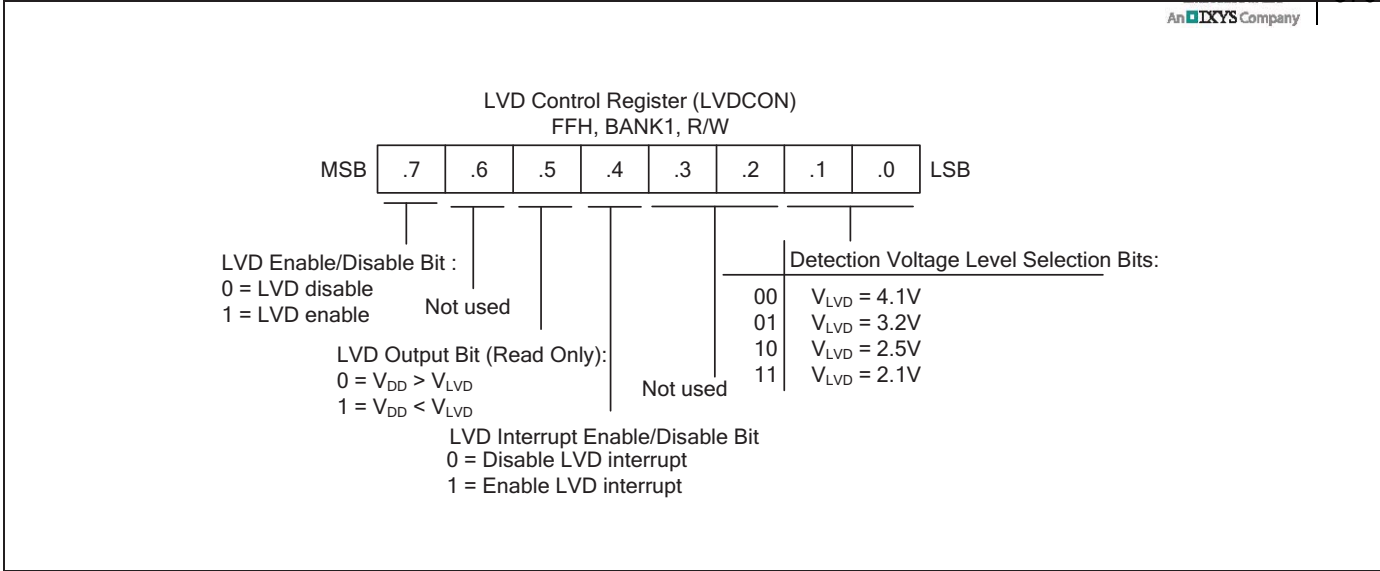 An IXYS Company
LVD Control Register (LVDCON)
FFH, BANK1, R/W
MSB .7 .6 .5 .4 .3 .2 .1 .0 LSB
LVD Enable/Disable Bit :
0 = LVD disable
1 = LVD enable
Not used
LVD Output Bit (Read Only):
0 = VDD > VLVD
1 = VDD < VLVD
LVD Interrupt Enable/Disable Bit
0 = Disable LVD interrupt
1 = Enable LVD interrupt
Not used
Detection Voltage Level Selection Bits:
00 VLVD = 4.1V
01 VLVD = 3.2V
10 VLVD = 2.5V
11 VLVD = 2.1V